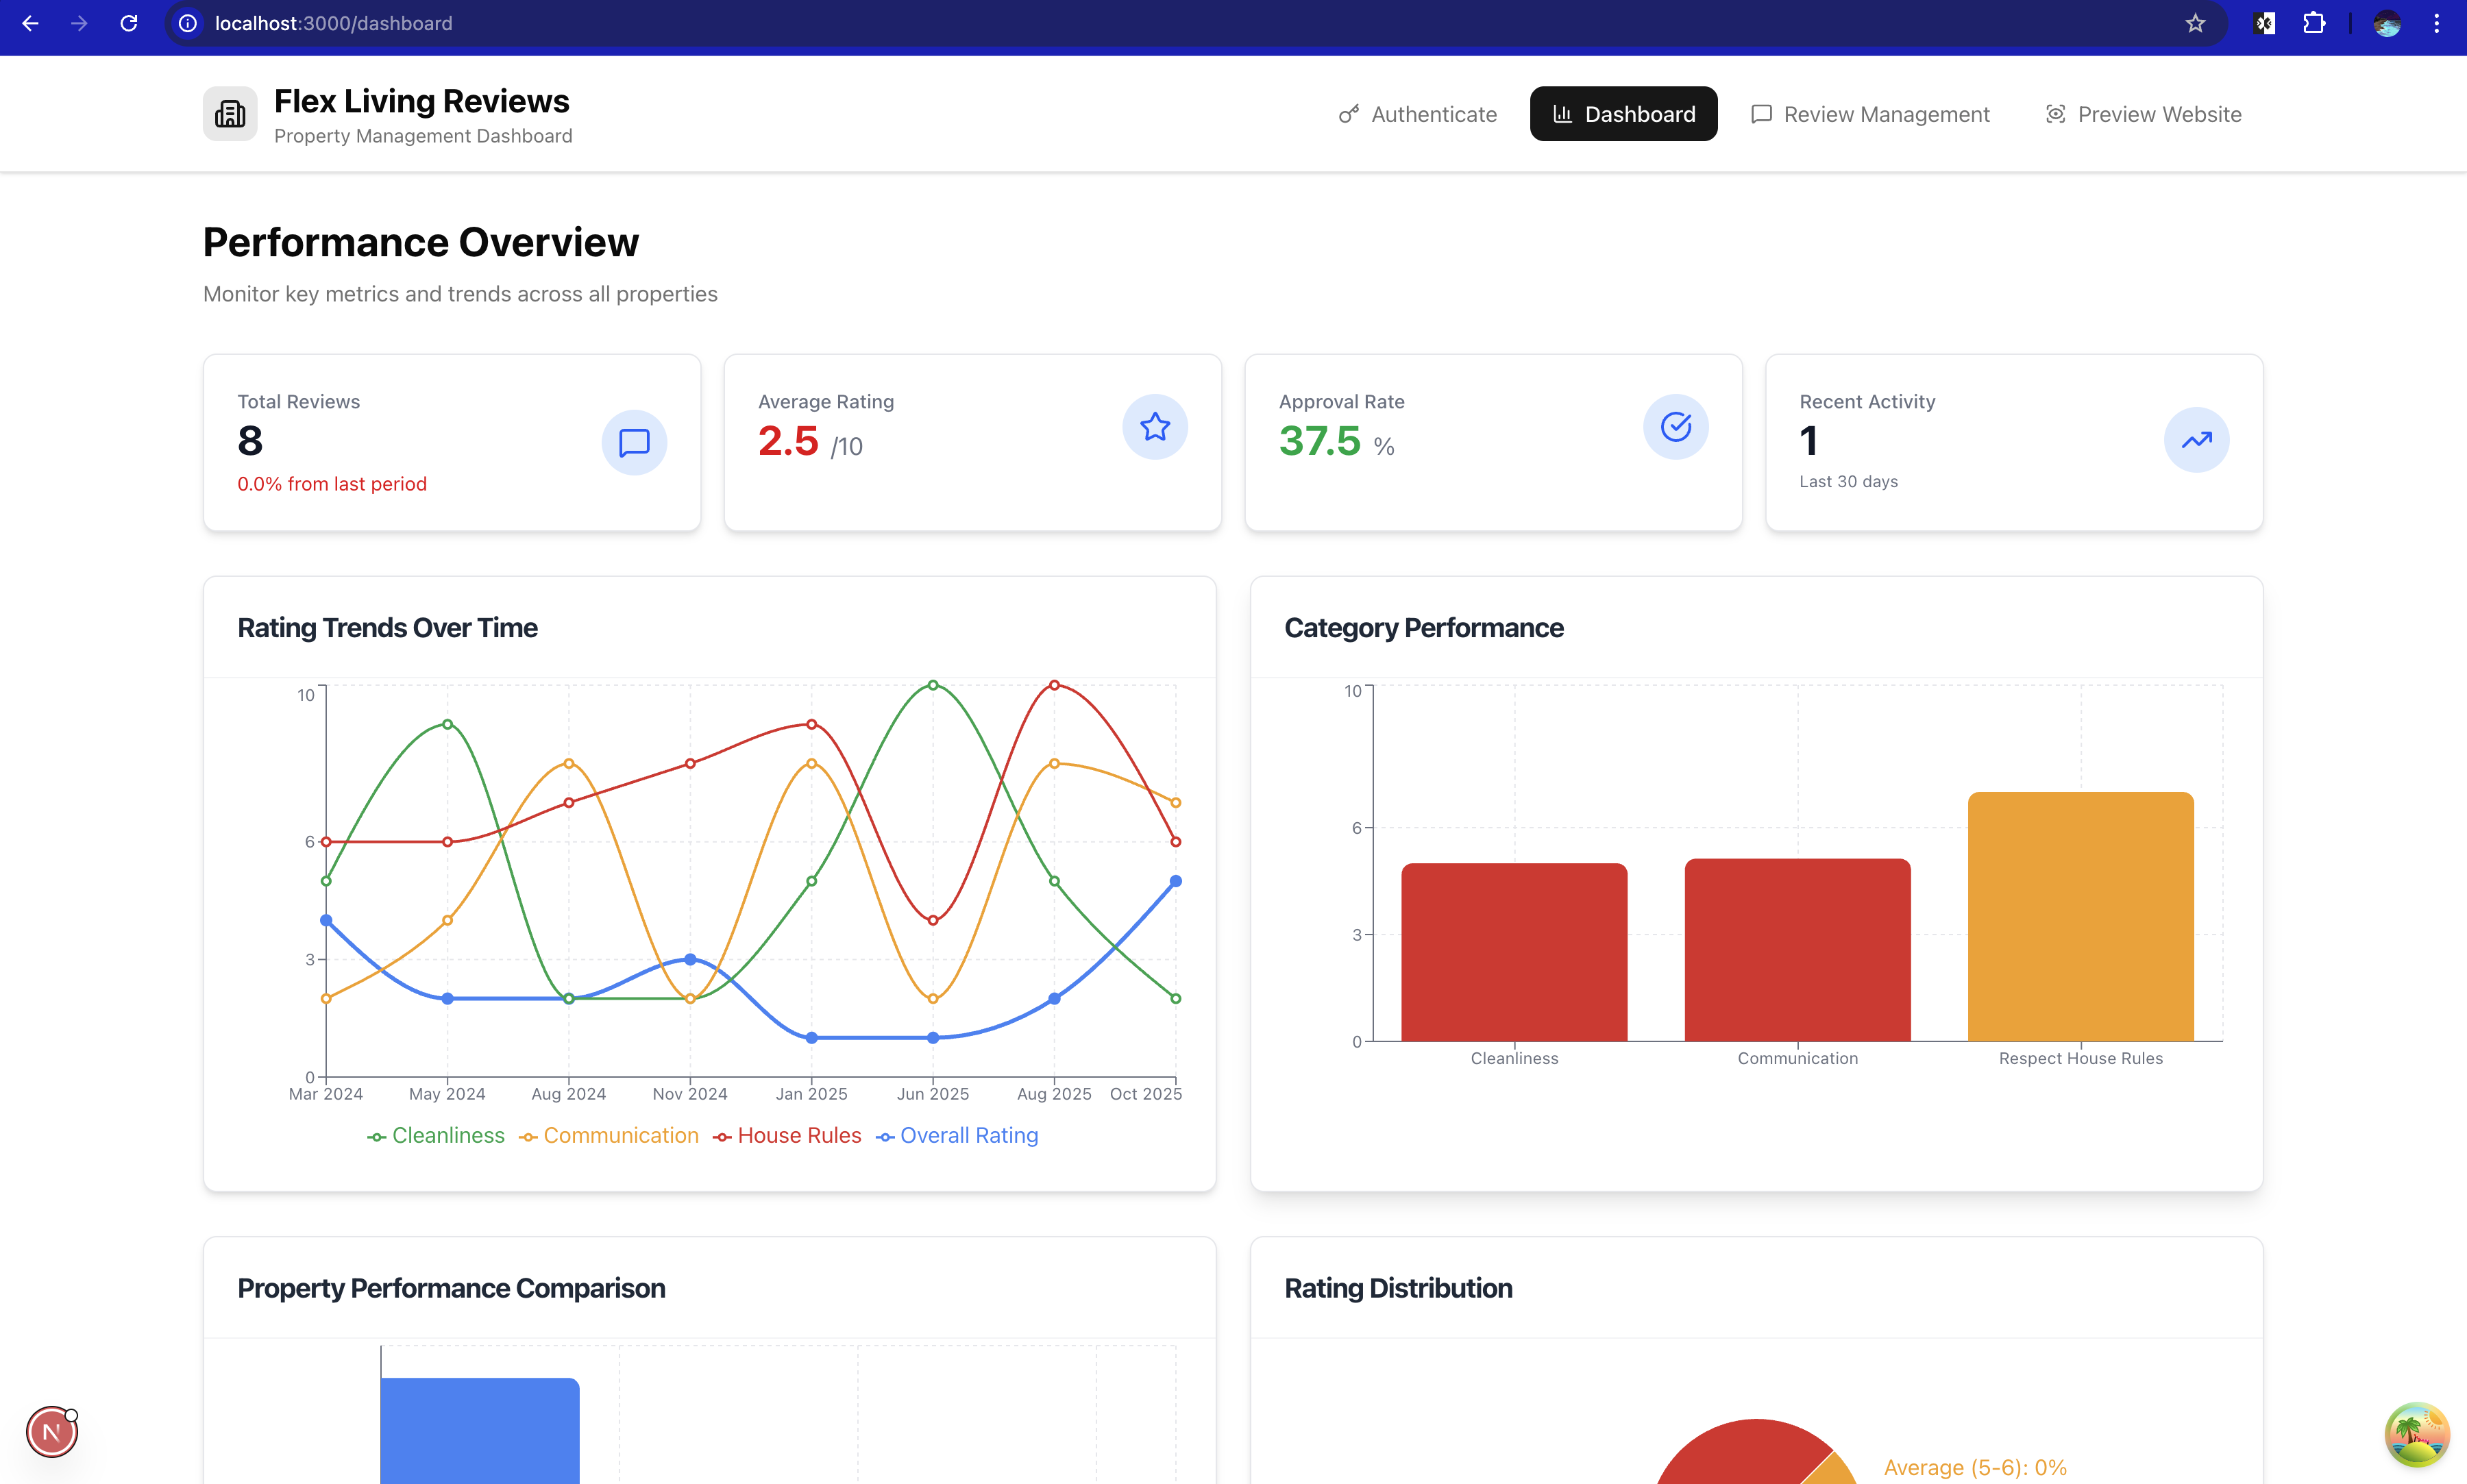 localhost:3000/dashboard
Flex Living Reviews
Property Management Dashboard
Authenticate
Dashboard
Review Management
Preview Website
Performance Overview
Monitor key metrics and trends across all properties
Total Reviews
8
0.0% from last period
Average Rating
2.5 /10
Approval Rate
37.5 %
Recent Activity
1
Last 30 days
Rating Trends Over Time
10
6
3
0
Mar 2024 May 2024 Aug 2024 Nov 2024 Jan 2025 Jun 2025 Aug 2025 Oct 2025
Cleanliness Communication House Rules Overall Rating
Category Performance
10
6
3
0
Cleanliness Communication Respect House Rules
Property Performance Comparison
Rating Distribution
Average (5-6): 0%
N